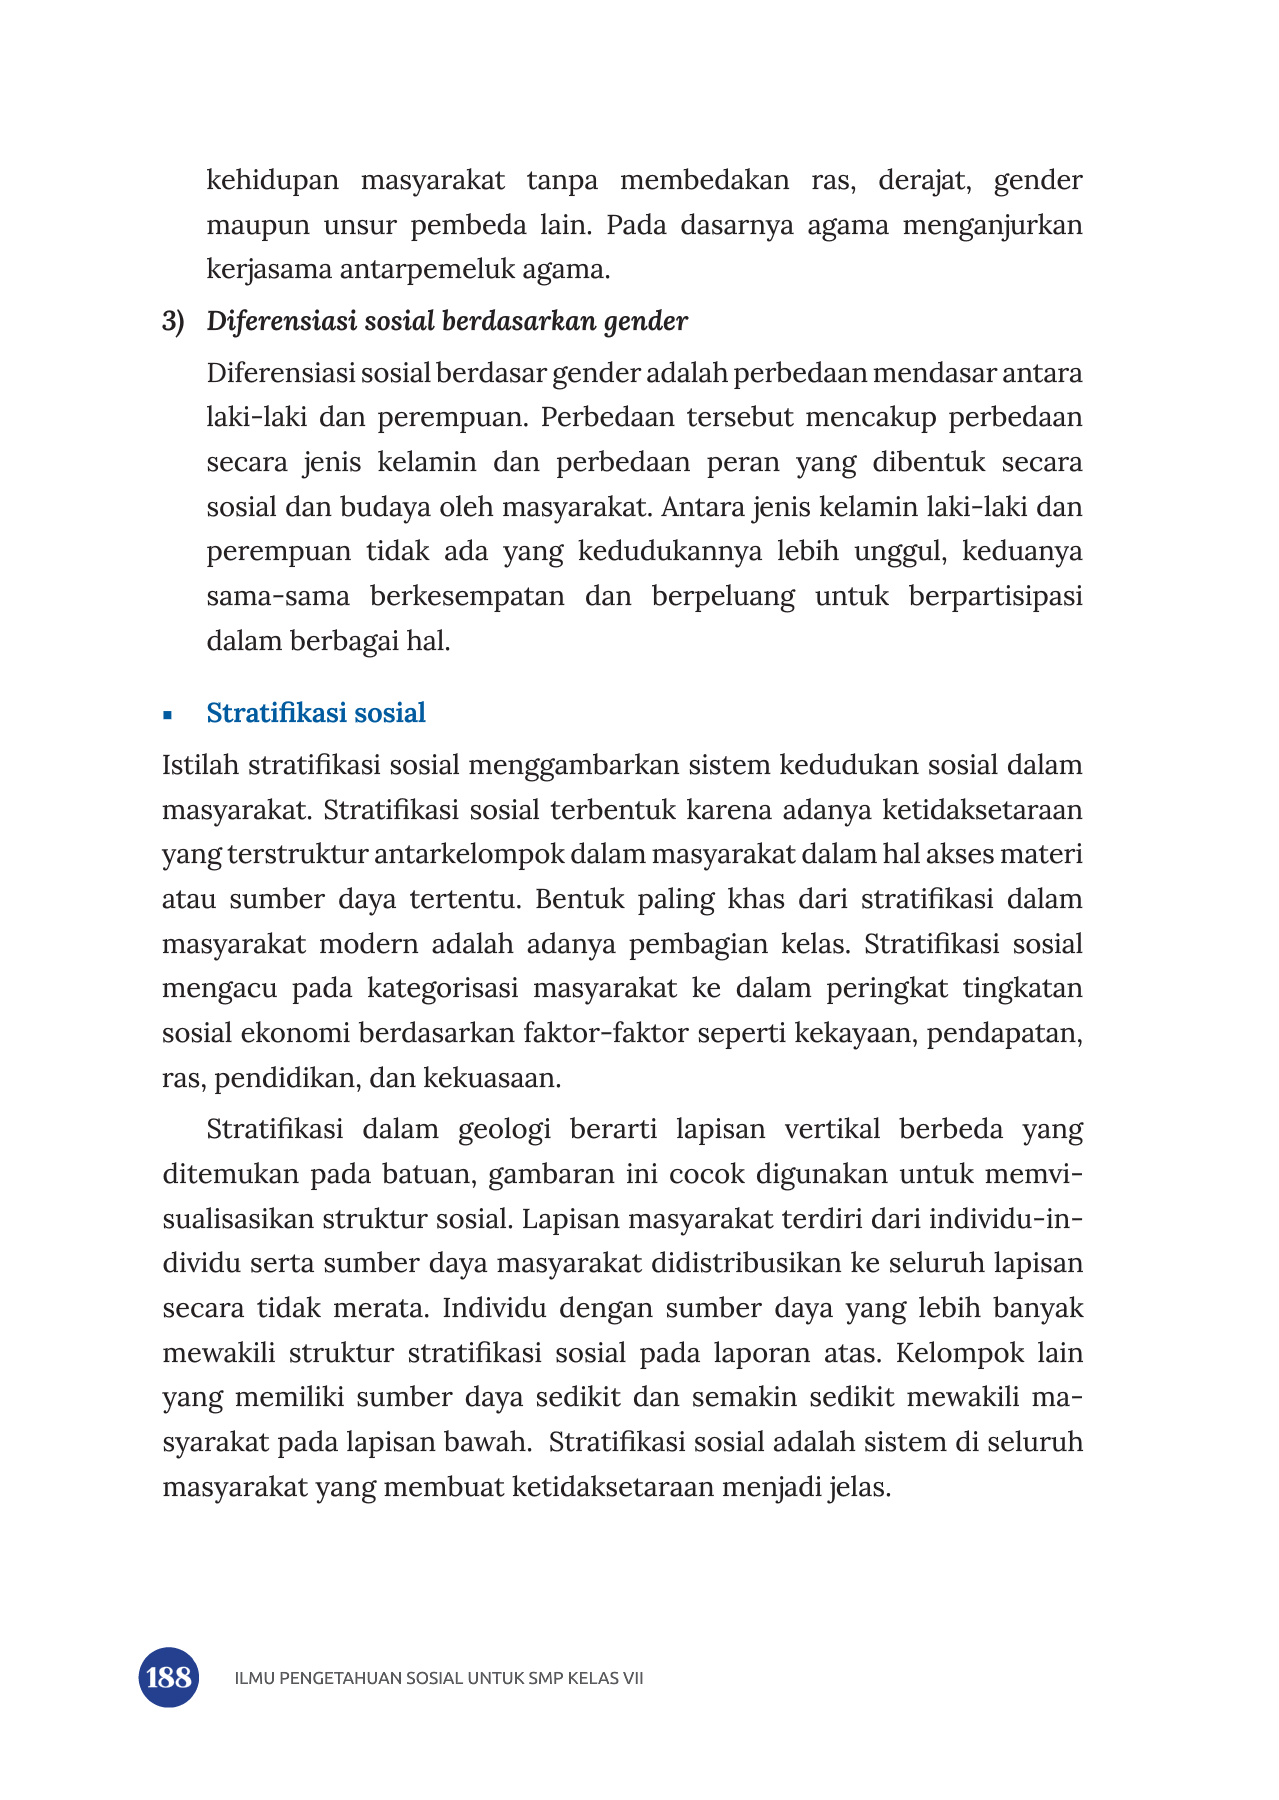 kehidupan masyarakat tanpa membedakan ras, derajat, gender
maupun unsur pembeda lain. Pada dasarnya agama menganjurkan
kerjasama antarpemeluk agama.
3) Diferensiasi sosial berdasarkan gender
Diferensiasi sosial berdasar gender adalah perbedaan mendasar antara
laki-laki dan perempuan. Perbedaan tersebut mencakup perbedaan
secara jenis kelamin dan perbedaan peran yang dibentuk secara
sosial dan budaya oleh masyarakat. Antara jenis kelamin laki-laki dan
perempuan tidak ada yang kedudukannya lebih unggul, keduanya
sama-sama berkesempatan dan berpeluang untuk berpartisipasi
dalam berbagai hal.
▪ Stratifikasi sosial
Istilah stratifikasi sosial menggambarkan sistem kedudukan sosial dalam
masyarakat. Stratifikasi sosial terbentuk karena adanya ketidaksetaraan
yang terstruktur antarkelompok dalam masyarakat dalam hal akses materi
atau sumber daya tertentu. Bentuk paling khas dari stratifikasi dalam
masyarakat modern adalah adanya pembagian kelas. Stratifikasi sosial
mengacu pada kategorisasi masyarakat ke dalam peringkat tingkatan
sosial ekonomi berdasarkan faktor-faktor seperti kekayaan, pendapatan,
ras, pendidikan, dan kekuasaan.
Stratifikasi dalam geologi berarti lapisan vertikal berbeda yang
ditemukan pada batuan, gambaran ini cocok digunakan untuk memvi-
sualisasikan struktur sosial. Lapisan masyarakat terdiri dari individu-in-
dividu serta sumber daya masyarakat didistribusikan ke seluruh lapisan
secara tidak merata. Individu dengan sumber daya yang lebih banyak
mewakili struktur stratifikasi sosial pada laporan atas. Kelompok lain
yang memiliki sumber daya sedikit dan semakin sedikit mewakili ma-
syarakat pada lapisan bawah. Stratifikasi sosial adalah sistem di seluruh
masyarakat yang membuat ketidaksetaraan menjadi jelas.
188 ILMU PENGETAHUAN SOSIAL UNTUK SMP KELAS VII